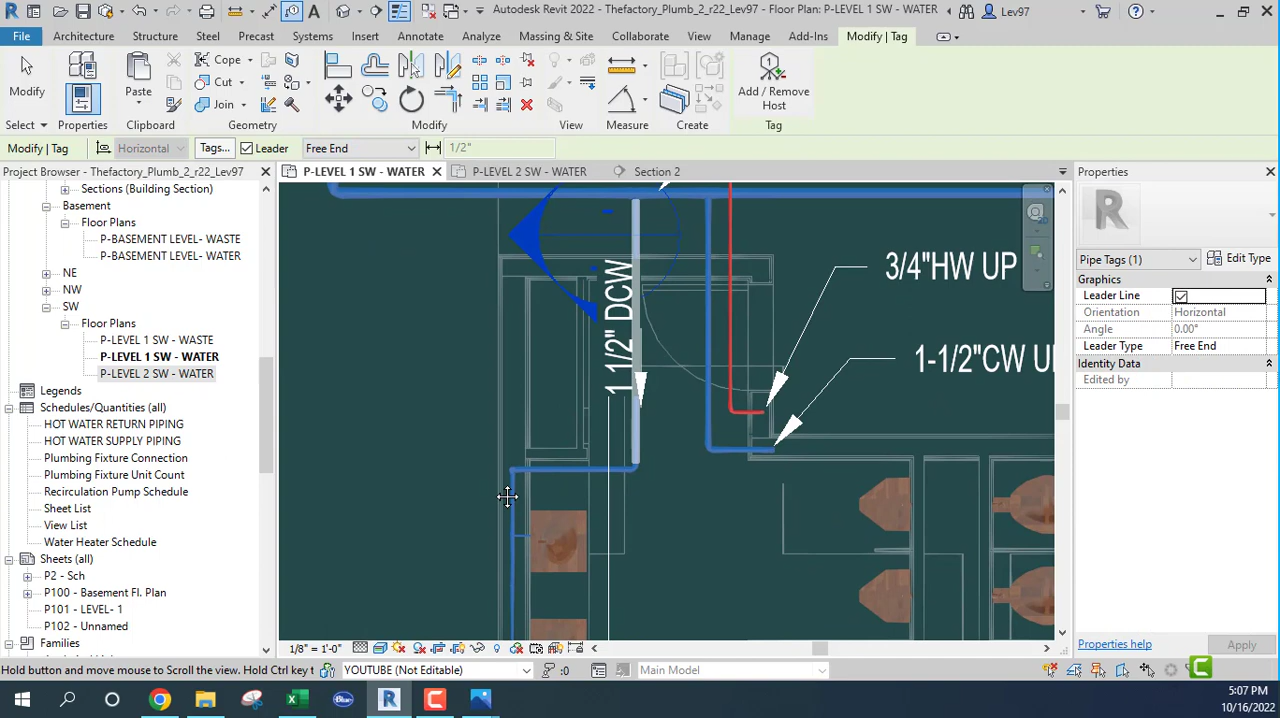 Autodesk Revit 2022 - Thefactory_Plumb_2_r22_Lev97 - Floor Plan: P-LEVEL 1 SW - WATER
Lev97
File Architecture Structure Steel Precast Systems Insert Annotate Analyze Massing & Site Collaborate View Manage Add-Ins Modify | Tag
Modify Paste Cope Cut Join Add / Remove Host
Select Properties Clipboard Geometry Modify View Measure Create Tag
Modify | Tag Horizontal Tags... Leader Free End 1/2"
Project Browser - Thefactory_Plumb_2_r22_Lev97
P-LEVEL 1 SW - WATER P-LEVEL 2 SW - WATER Section 2
Properties
Sections (Building Section)
Basement
Floor Plans
P-BASEMENT LEVEL- WASTE
P-BASEMENT LEVEL- WATER
NE
NW
SW
Floor Plans
P-LEVEL 1 SW - WASTE
P-LEVEL 1 SW - WATER
P-LEVEL 2 SW - WATER
Legends
Schedules/Quantities (all)
HOT WATER RETURN PIPING
HOT WATER SUPPLY PIPING
Plumbing Fixture Connection
Plumbing Fixture Unit Count
Recirculation Pump Schedule
Sheet List
View List
Water Heater Schedule
Sheets (all)
P2 - Sch
P100 - Basement Fl. Plan
P101 - LEVEL- 1
P102 - Unnamed
Families
1 1/2" DCW
3/4"HW UP
1-1/2"CW
Pipe Tags (1) Edit Type
Graphics
Leader Line
Orientation Horizontal
Angle 0.00°
Leader Type Free End
Identity Data
Edited by
Properties help Apply
1/8" = 1'-0"
Hold button and move mouse to Scroll the view. Hold Ctrl key t YOUTUBE (Not Editable) :0 Main Model
5:07 PM
10/16/2022